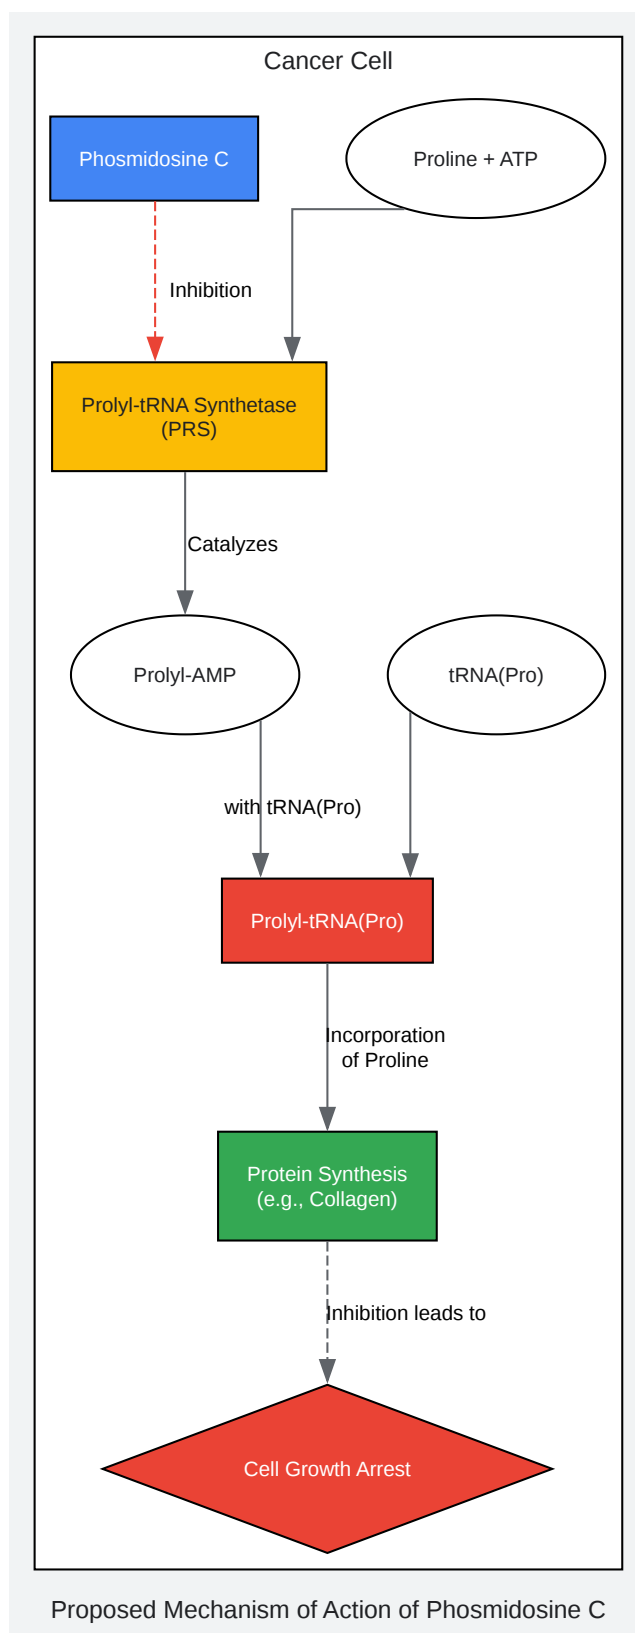 Cancer Cell
Phosmidosine C
Proline + ATP
Inhibition
Prolyl-tRNA Synthetase
(PRS)
Catalyzes
Prolyl-AMP
tRNA(Pro)
with tRNA(Pro)
Prolyl-tRNA(Pro)
Incorporation
of Proline
Protein Synthesis
(e.g., Collagen)
Inhibition leads to
Cell Growth Arrest
Proposed Mechanism of Action of Phosmidosine C